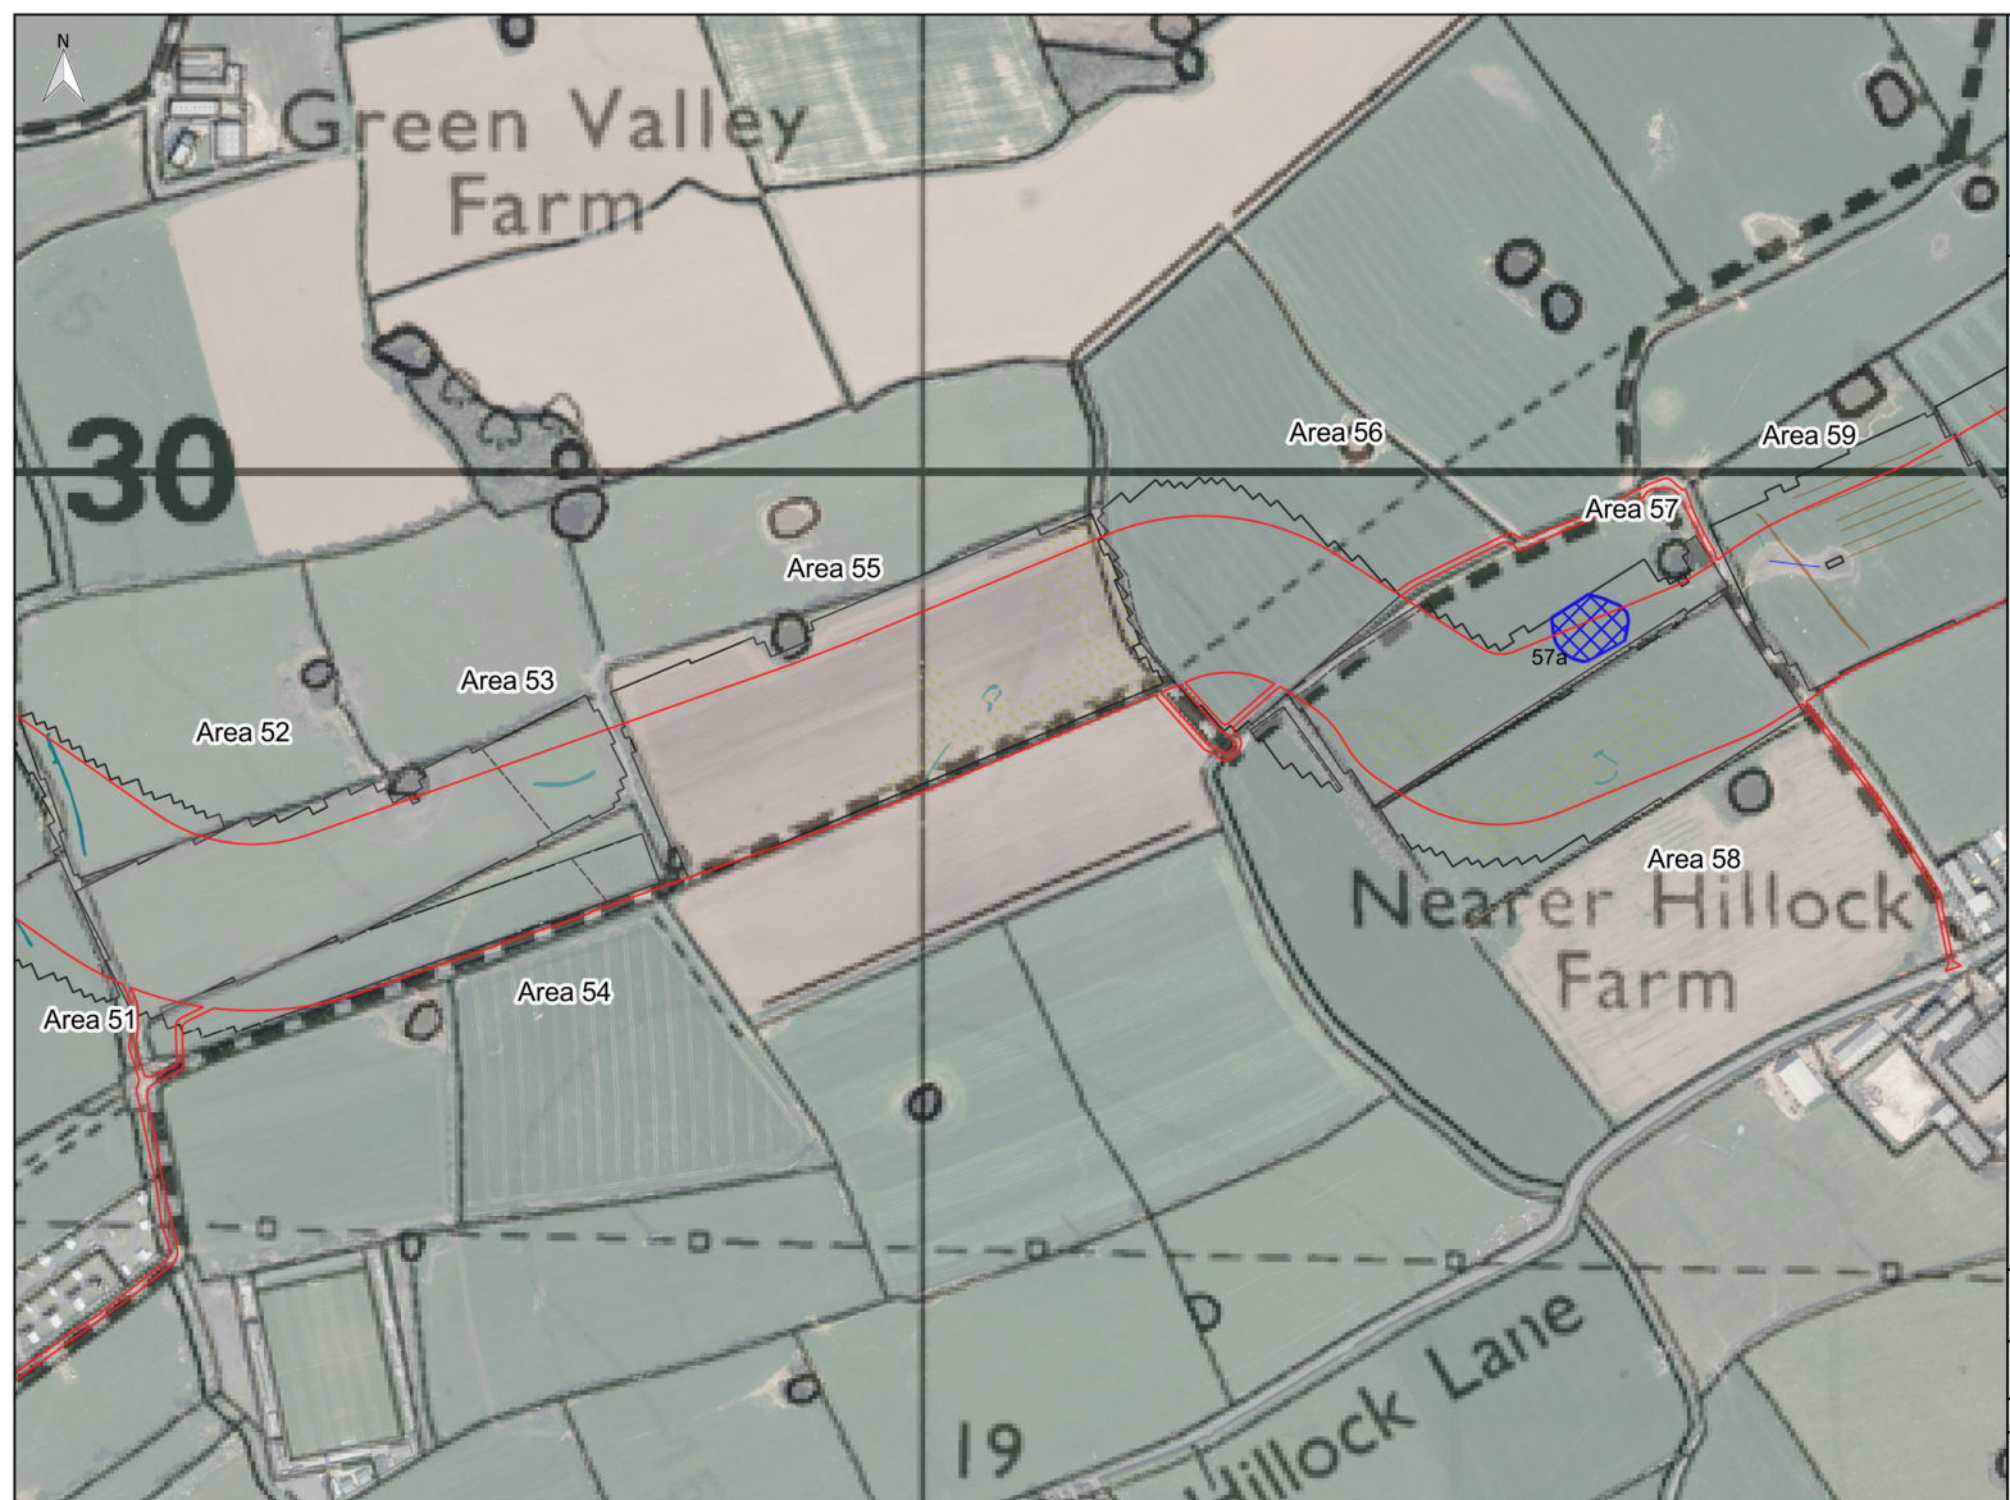 N
Green Valley
Farm
30
Area 56
Area 59
Area 57
Area 55
57a
Area 53
Area 52
Area 58
Nearer Hillock
Farm
Area 54
Area 51
19
Hillock Lane